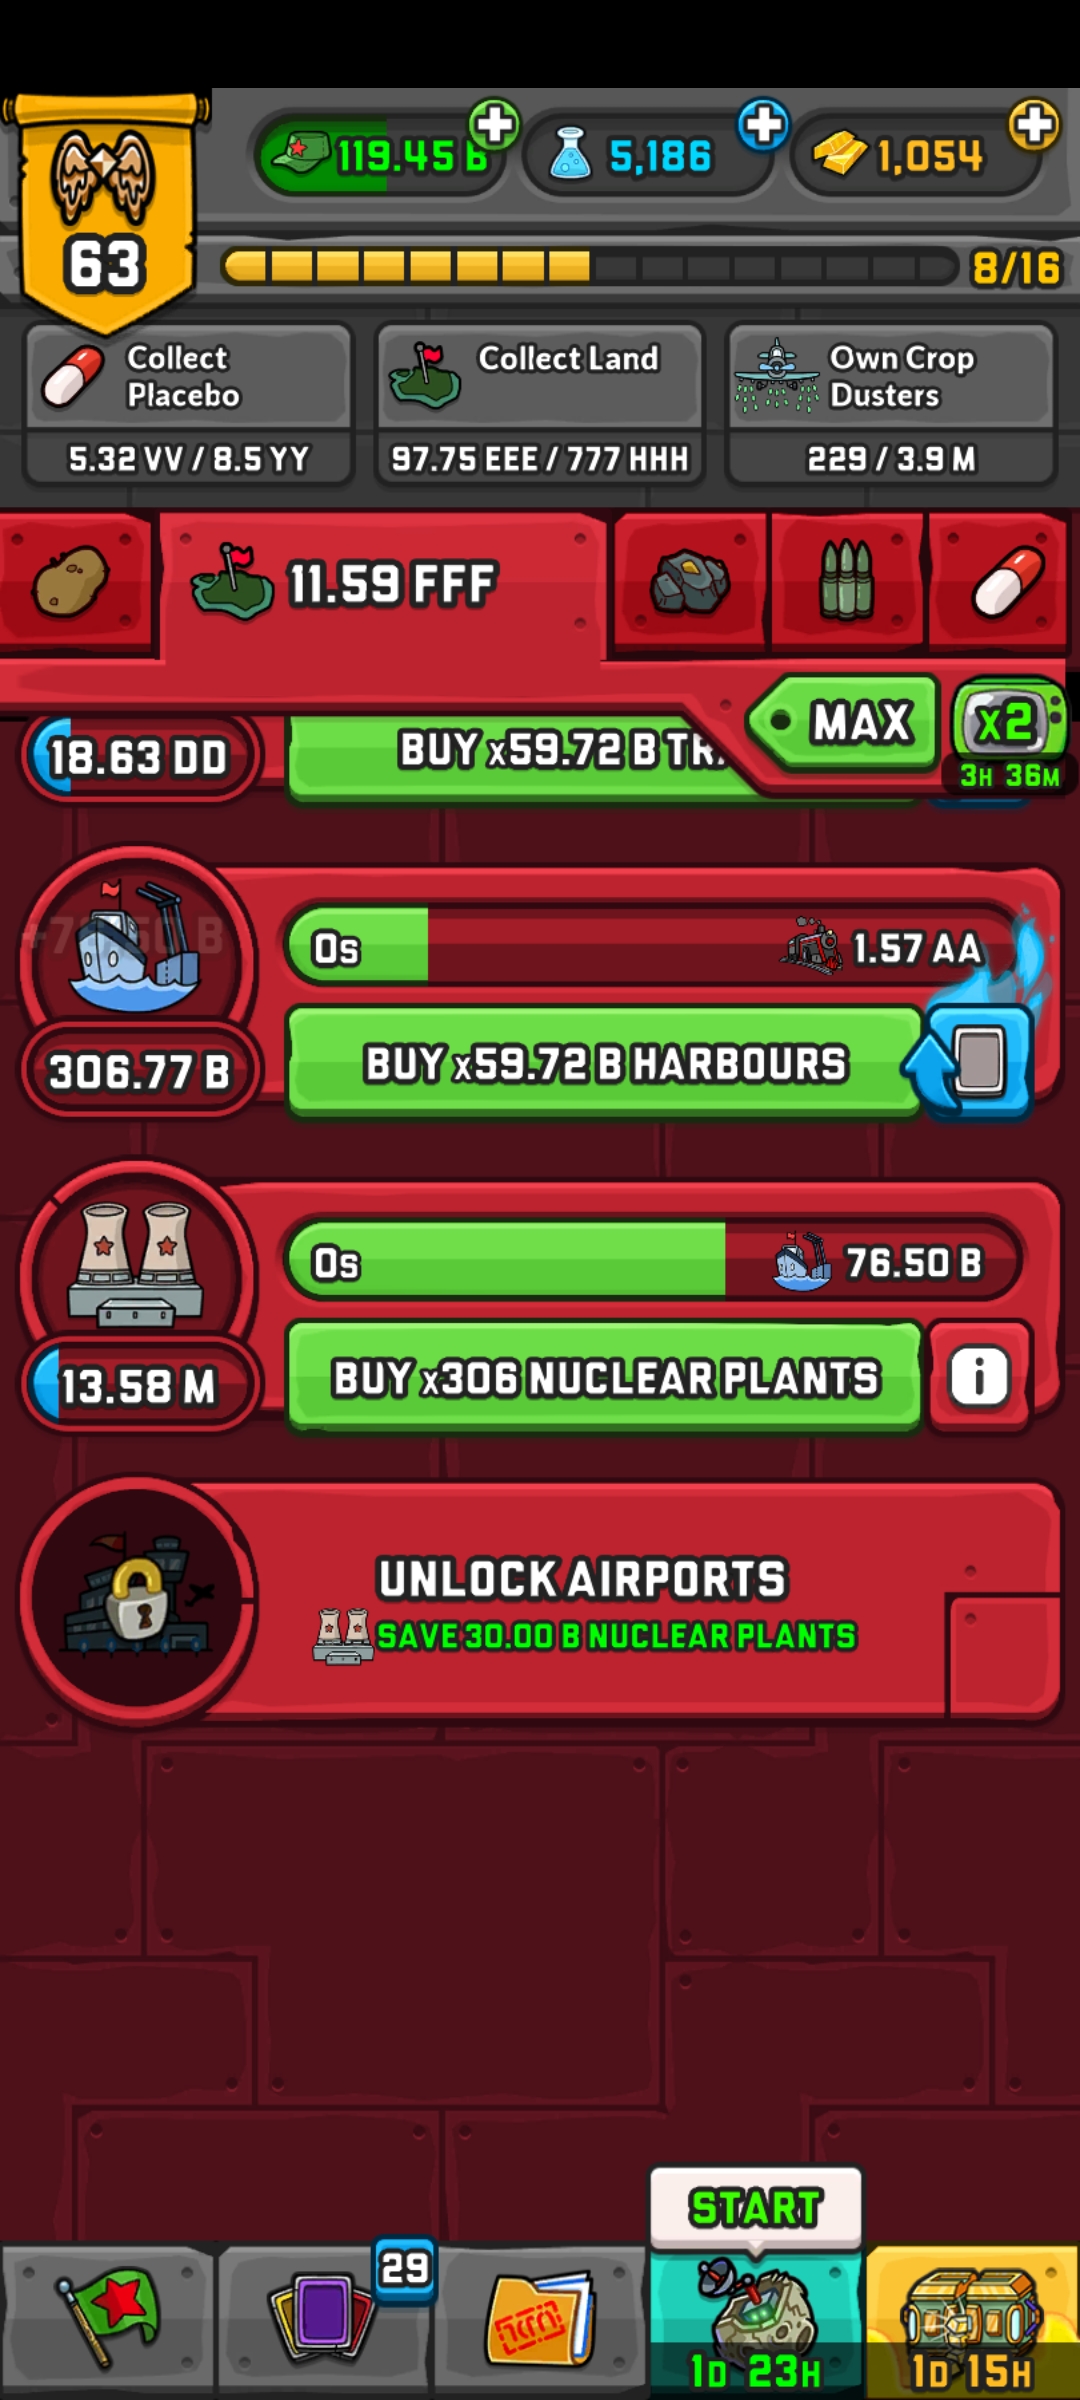 119.45 B
5,186
1,054
63
8/16
Collect
Placebo
5.32 VV / 8.5 YY
Collect Land
97.75 EEE / 777 HHH
Own Crop
Dusters
229 / 3.9 M
11.59 FFF
MAX
x2
3H 36M
18.63 DD
BUY x59.72 B TR
0s
1.57 AA
306.77 B
BUY x59.72 B HARBOURS
0s
76.50 B
13.58 M
BUY x306 NUCLEAR PLANTS
i
UNLOCK AIRPORTS
SAVE 30.00 B NUCLEAR PLANTS
START
29
1D 23H
1D 15H